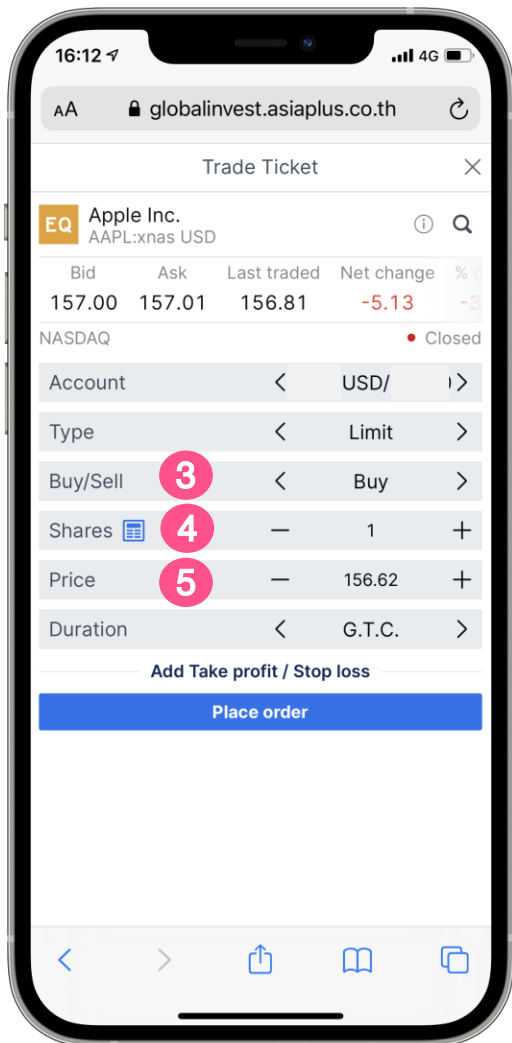 16:12 4G
AA globalinvest.asiaplus.co.th
Trade Ticket
EQ Apple Inc.
AAPL:xnas USD
Bid Ask Last traded Net change %
157.00 157.01 156.81 -5.13 -3
NASDAQ Closed
Account USD/
Type Limit
Buy/Sell 3 Buy
Shares 4 1
Price 5 156.62
Duration G.T.C.
Add Take profit / Stop loss
Place order